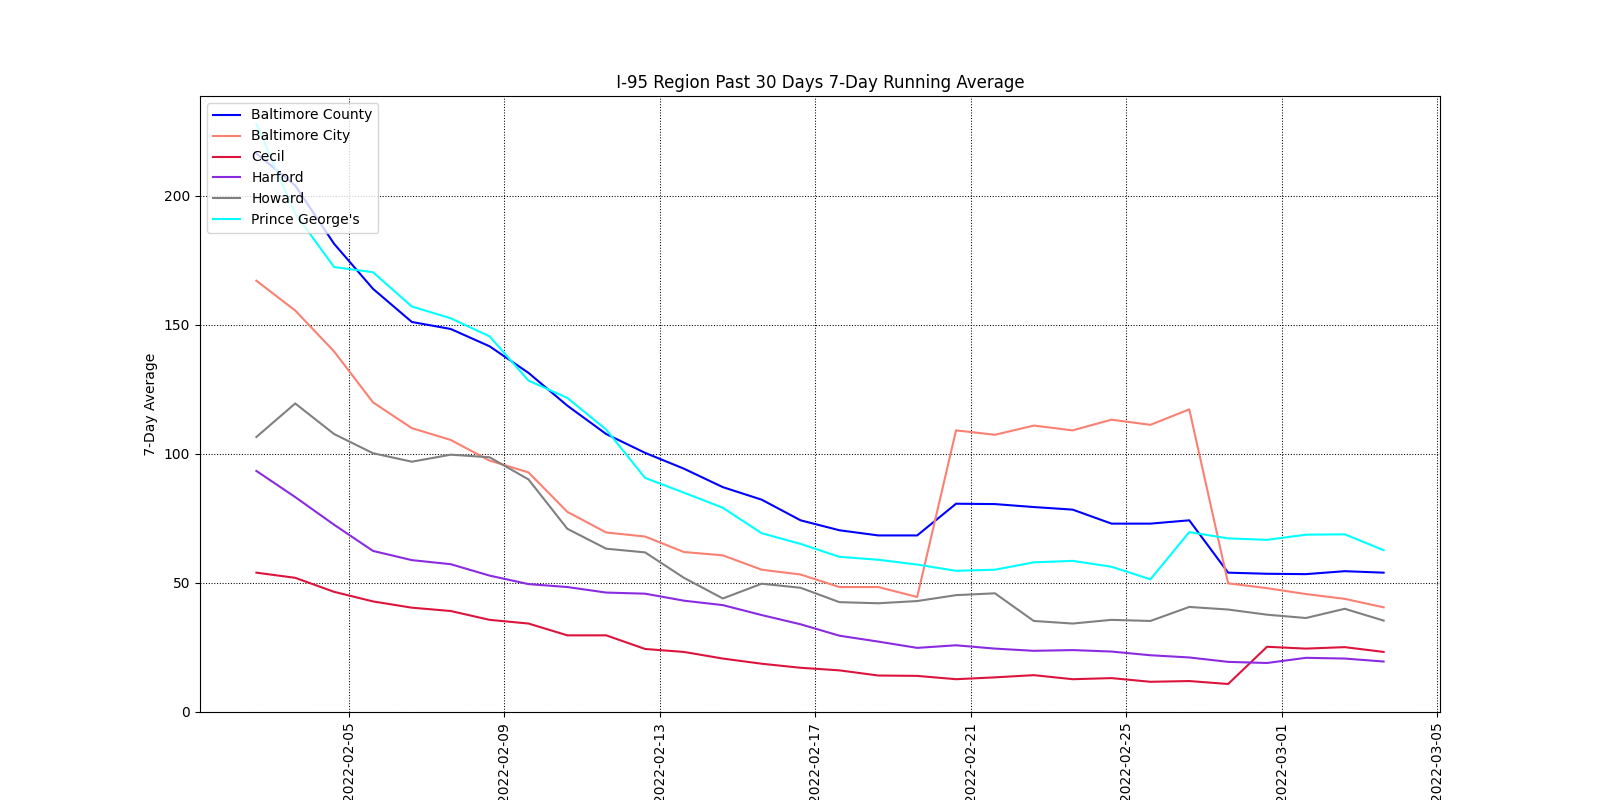 I-95 Region Past 30 Days 7-Day Running Average
Baltimore County
Baltimore City
Cecil
Harford
Howard
Prince George's
7-Day Average
200
150
100
50
0
2022-02-05
2022-02-09
2022-02-13
2022-02-17
2022-02-21
2022-02-25
2022-03-01
2022-03-05